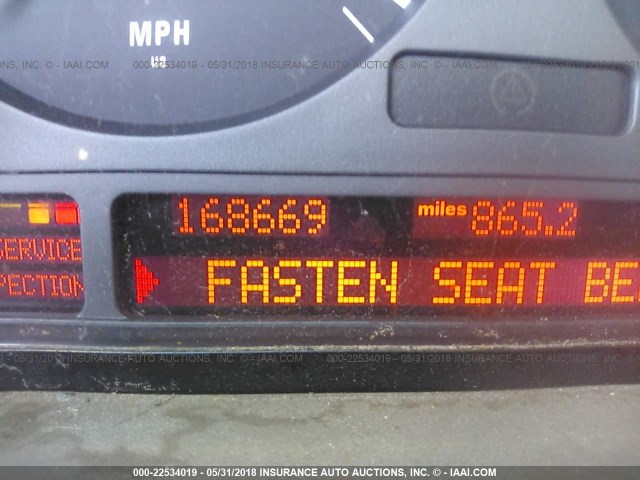 MPH
000-22534019 - 05/31/2018 INSURANCE AUTO AUCTIONS, INC. - © IAAI.COM
168669 miles 865.2
SERVICE
PECTION
FASTEN SEAT BE
000-22534019 - 05/31/2018 INSURANCE AUTO AUCTIONS, INC. - © IAAI.COM
000-22534019 - 05/31/2018 INSURANCE AUTO AUCTIONS, INC. - © IAAI.COM